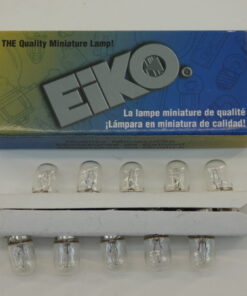 THE Quality Miniature Lamp!
EiKO®
La lampe miniature de qualité
¡Lámpara en miniatura de calidad!